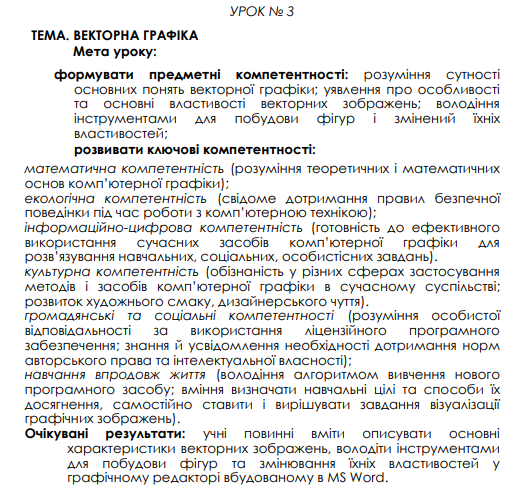 УРОК № 3
ТЕМА. ВЕКТОРНА ГРАФІКА
Мета уроку:
формувати предметні компетентності: розуміння сутності
основних понять векторної графіки; уявлення про особливості
та основні властивості векторних зображень; володіння
інструментами для побудови фігур і змінений їхніх
властивостей;
розвивати ключові компетентності:
математична компетентність (розуміння теоретичних і математичних
основ комп'ютерної графіки);
екологічна компетентність (свідоме дотримання правил безпечної
поведінки під час роботи з комп'ютерною технікою);
інформаційно-цифрова компетентність (готовність до ефективного
використання сучасних засобів комп'ютерної графіки для
розв'язування навчальних, соціальних, особистісних завдань).
культурна компетентність (обізнаність у різних сферах застосування
методів і засобів комп'ютерної графіки в сучасному суспільстві;
розвиток художнього смаку, дизайнерського чуття).
громадянські та соціальні компетентності (розуміння особистої
відповідальності за використання ліцензійного програмного
забезпечення; знання й усвідомлення необхідності дотримання норм
авторського права та інтелектуальної власності);
навчання впродовж життя (володіння алгоритмом вивчення нового
програмного засобу; вміння визначати навчальні цілі та способи їх
досягнення, самостійно ставити і вирішувати завдання візуалізації
графічних зображень).
Очікувані результати: учні повинні вміти описувати основні
характеристики векторних зображень, володіти інструментами
для побудови фігур та змінювання їхніх властивостей у
графічному редакторі вбудованому в MS Word.